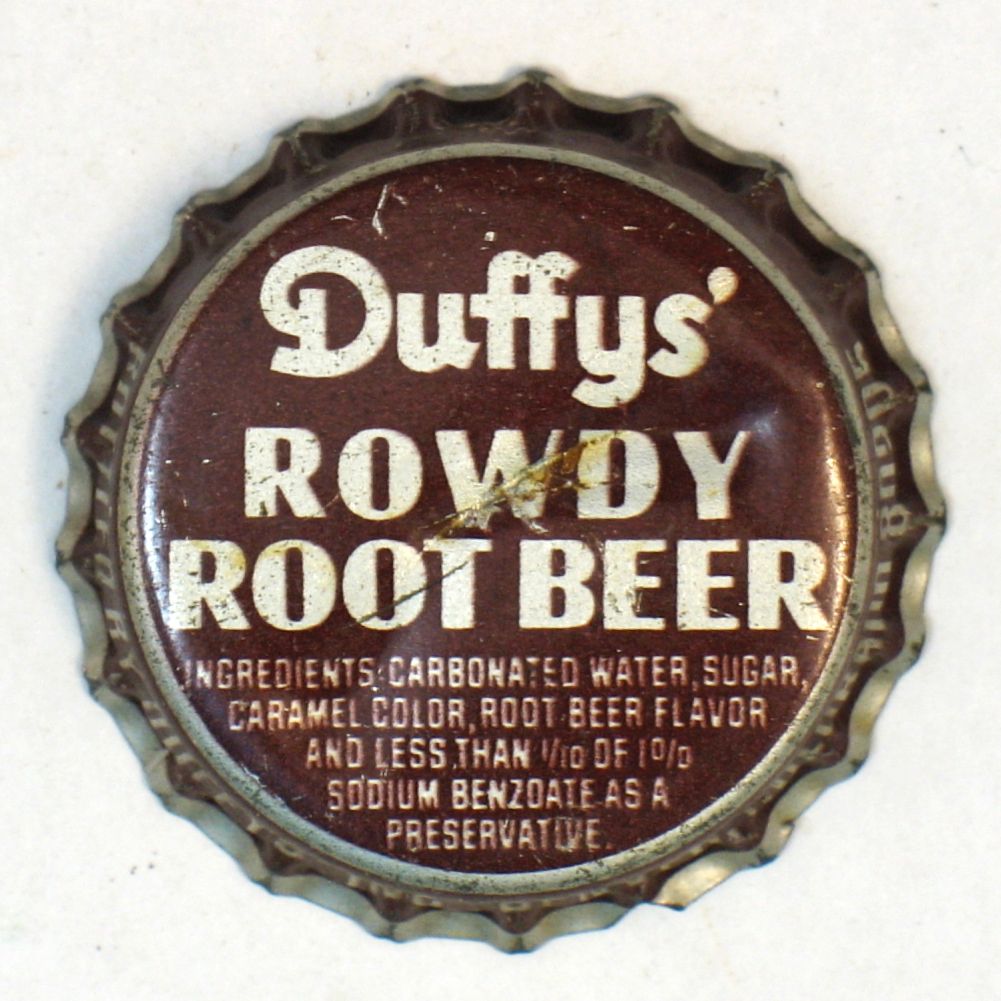 Duffys'
ROWDY
ROOT BEER
INGREDIENTS: CARBONATED WATER, SUGAR,
CARAMEL COLOR, ROOT BEER FLAVOR
AND LESS THAN 1/10 OF 1%
SODIUM BENZOATE AS A
PRESERVATIVE.